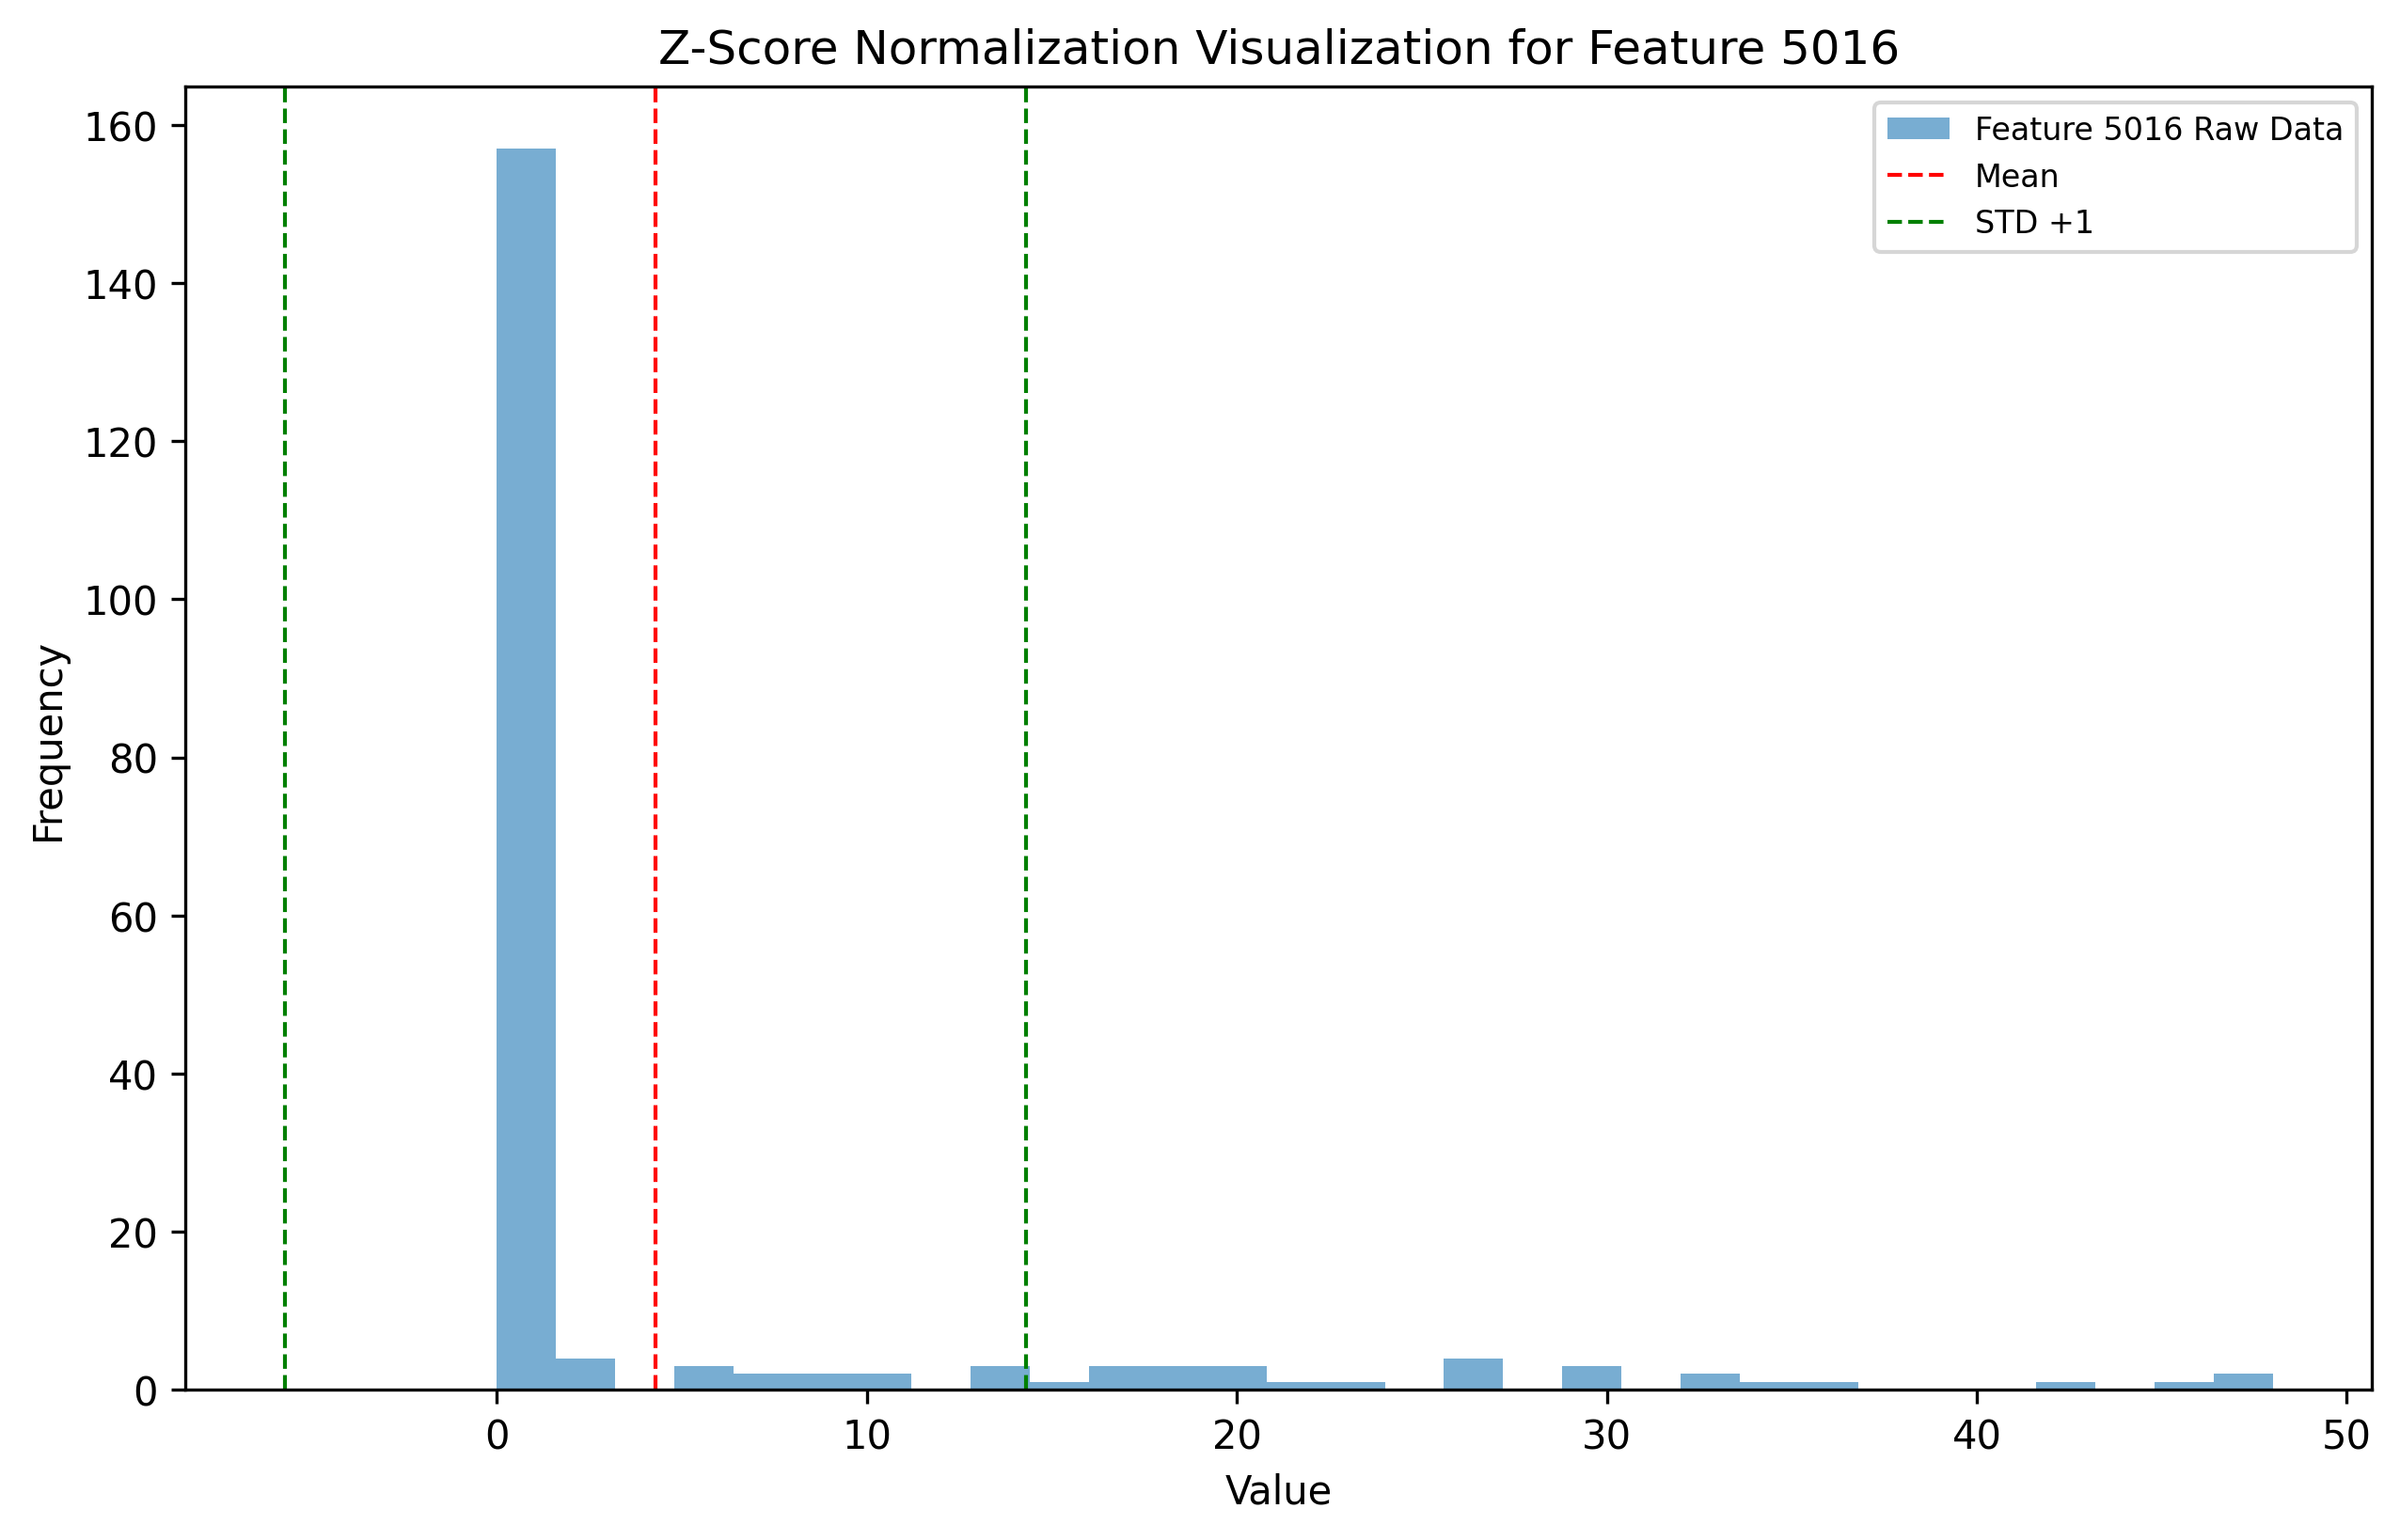 Z-Score Normalization Visualization for Feature 5016
Feature 5016 Raw Data
Mean
STD +1
160
140
120
100
80
60
40
20
0
Frequency
0 10 20 30 40 50
Value